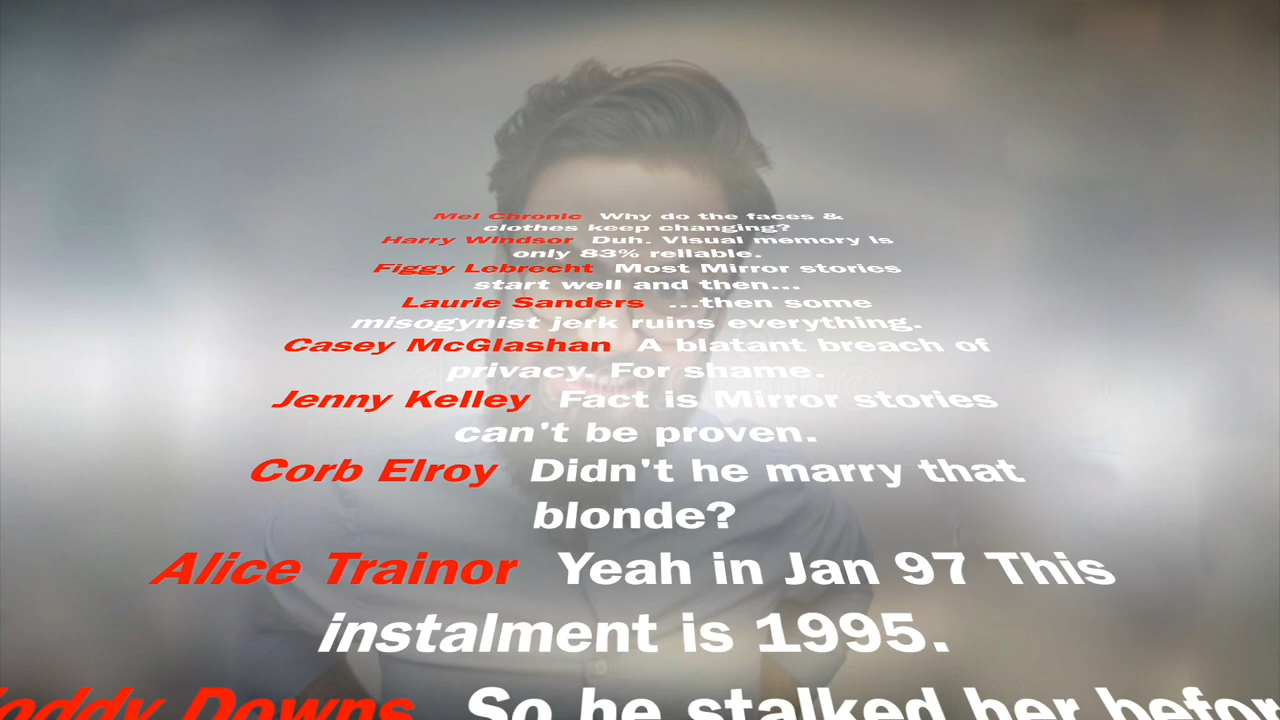 Mel Chronic Why do the faces &
clothes keep changing?
Harry Windsor Duh. Visual memory is
only 83% reliable.
Figgy Lebrecht Most Mirror stories
start well and then...
Laurie Sanders ...then some
misogynist jerk ruins everything.
Casey McGlashan A blatant breach of
privacy. For shame.
Jenny Kelley Fact is Mirror stories
can't be proven.
Corb Elroy Didn't he marry that
blonde?
Alice Trainor Yeah in Jan 97 This
instalment is 1995.
Downs So he stalked her